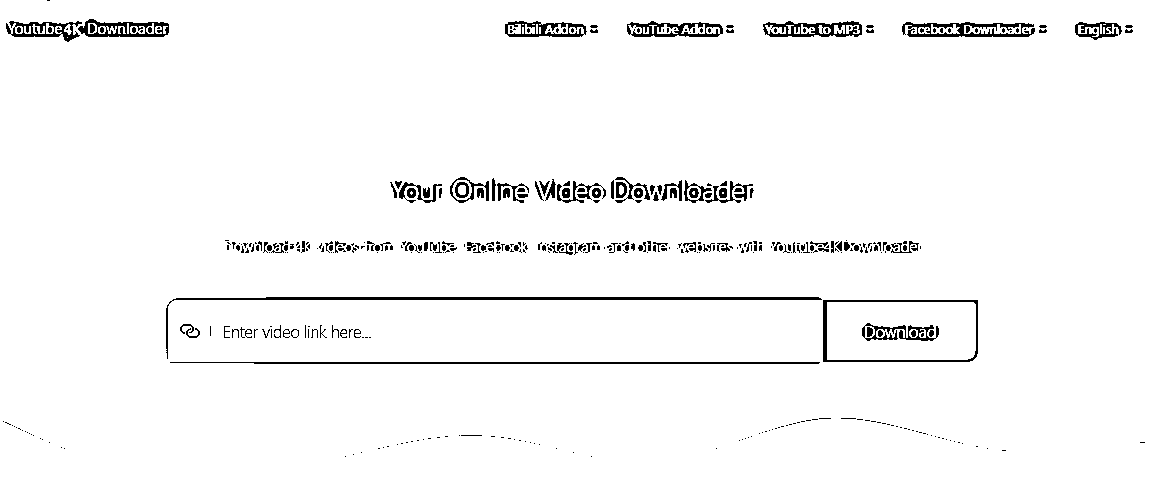 Youtube4K Downloader
Bilibili Addon YouTube Addon YouTube to MP3 Facebook Downloader English
Your Online Video Downloader
Download 4K videos from YouTube, Facebook, Instagram and other websites with Youtube4KDownloader
Enter video link here...
Download